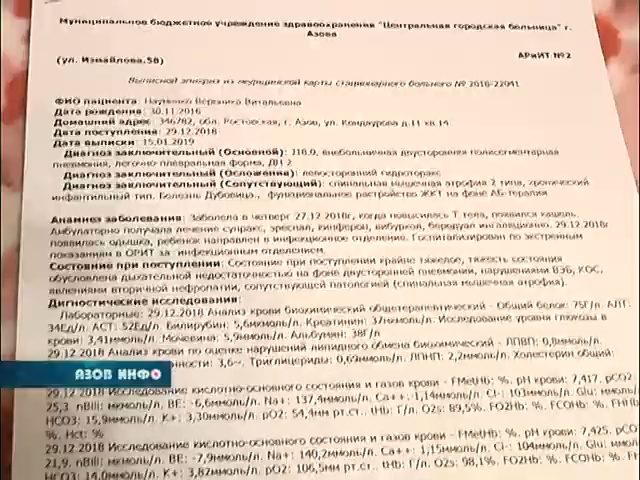 Муниципальное бюджетное учреждение здравоохранения "Центральная городская больница" г.
Азова
(ул. Измайлова.58) АРиИТ №2
Выписной эпикриз из медицинской карты стационарного больного № 2018-22041
ФИО пациента:
Дата рождения: 30.11.2016
Домашний адрес: 346782, обл. Ростовская, г. Азов, ул. Кондаурова д.11 кв.14
Дата поступления: 29.12.2018
Дата выписки: 15.01.2019
Диагноз заключительный (Основной): J18.0, внебольничная двусторонняя полисегментарная
пневмония, легочно-плевральная форма, ДН 2
Диагноз заключительный (Осложнения): левосторонний гидроторакс
Диагноз заключительный (Сопутствующий): спинальная мышечная атрофия 2 типа, хронический
инфантильный тип. Болезнь Дубовица., функциональное растройство ЖКТ на фоне АБ терапии
Анамнез заболевания: Заболела в четверг 27.12.2018г, когда повысилась Т тела, появился кашель.
Амбулаторно получала лечение супракс, эреспал, кипферон, вибуркол, беродуал ингаляционно. 29.12.2018г
появилась одышка, ребенок направлен в инфекционное отделение. Госпитализирован по экстренным
показаниям в ОРИТ за инфекционным отделением.
Состояние при поступлении: Состояние при поступлении крайне тяжелое, тяжесть состояния
обусловлена дыхательной недостаточностью на фоне двусторонней пневмонии, нарушениями ВЭБ, КОС,
явлениями вторичной нефропатии, сопутствующей патологией (спинальная мышечная атрофия).
Дигностические исследования:
Лабораторные: 29.12.2018 Анализ крови биохимический общетерапевтический - Общий белок: 75Г/л. АЛТ:
34Ед/л. АСТ: 52Ед/л. Билирубин: 5,6мкмоль/л. Креатинин: 37мкмоль/л. Исследование уровня глюкозы в
крови: 3,41ммоль/л. Мочевина: 5,9ммоль/л. Альбумин: 38Г/л
29.12.2018 Анализ крови по оценке нарушений липидного обмена биохимический - ЛПВП: 0,8ммоль/л.
нности: 3,6~. Триглицериды: 0,69ммоль/л. ЛПНП: 2,2ммоль/л. Холестерин общий:
АЗОВ ИНФО
29.12.2018 Исследование кислотно-основного состояния и газов крови - FMetHb: %. pH крови: 7,417. pCO2
25,3 nBili: мкмоль/л. BE: -6,6ммоль/л. Na+: 137,4ммоль/л. Ca++: 1,14ммоль/л. Cl-: 103ммоль/л. Glu: ммоль/
HCO3: 15,9ммоль/л. K+: 3,30ммоль/л. pO2: 54,4мм рт.ст.. tHb: Г/л. O2s: 89,5%. FO2Hb: %. FCOHb: %. FHH
%. Hct: %
29.12.2018 Исследование кислотно-основного состояния и газов крови - FMetHb: %. pH крови: 7,425. pCO
21,9. nBili: мкмоль/л. BE: -7,9ммоль/л. Na+: 140,2ммоль/л. Ca++: 1,15ммоль/л. Cl-: 104ммоль/л. Glu: ммол
HCO3: 14,0ммоль/л. K+: 3,82ммоль/л. pO2: 106,5мм рт.ст.. tHb: Г/л. O2s: 98,1%. FO2Hb: %. FCOHb: %. FH